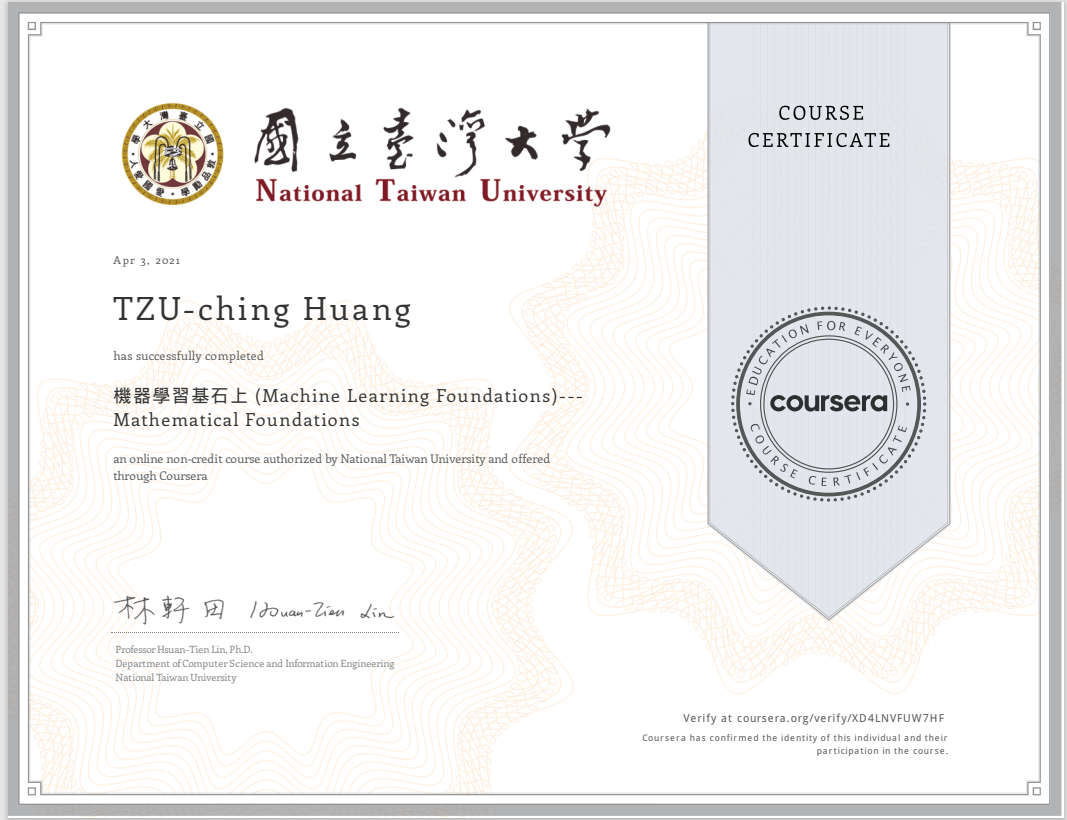 國立臺灣大學
National Taiwan University
COURSE
CERTIFICATE
Apr 3, 2021
TZU-ching Huang
has successfully completed
機器學習基石上 (Machine Learning Foundations)---
Mathematical Foundations
an online non-credit course authorized by National Taiwan University and offered
through Coursera
EDUCATION FOR EVERYONE
coursera
COURSE CERTIFICATE
林軒田 Hsuan-Tien Lin
Professor Hsuan-Tien Lin, Ph.D.
Department of Computer Science and Information Engineering
National Taiwan University
Verify at coursera.org/verify/XD4LNVFUW7HF
Coursera has confirmed the identity of this individual and their
participation in the course.